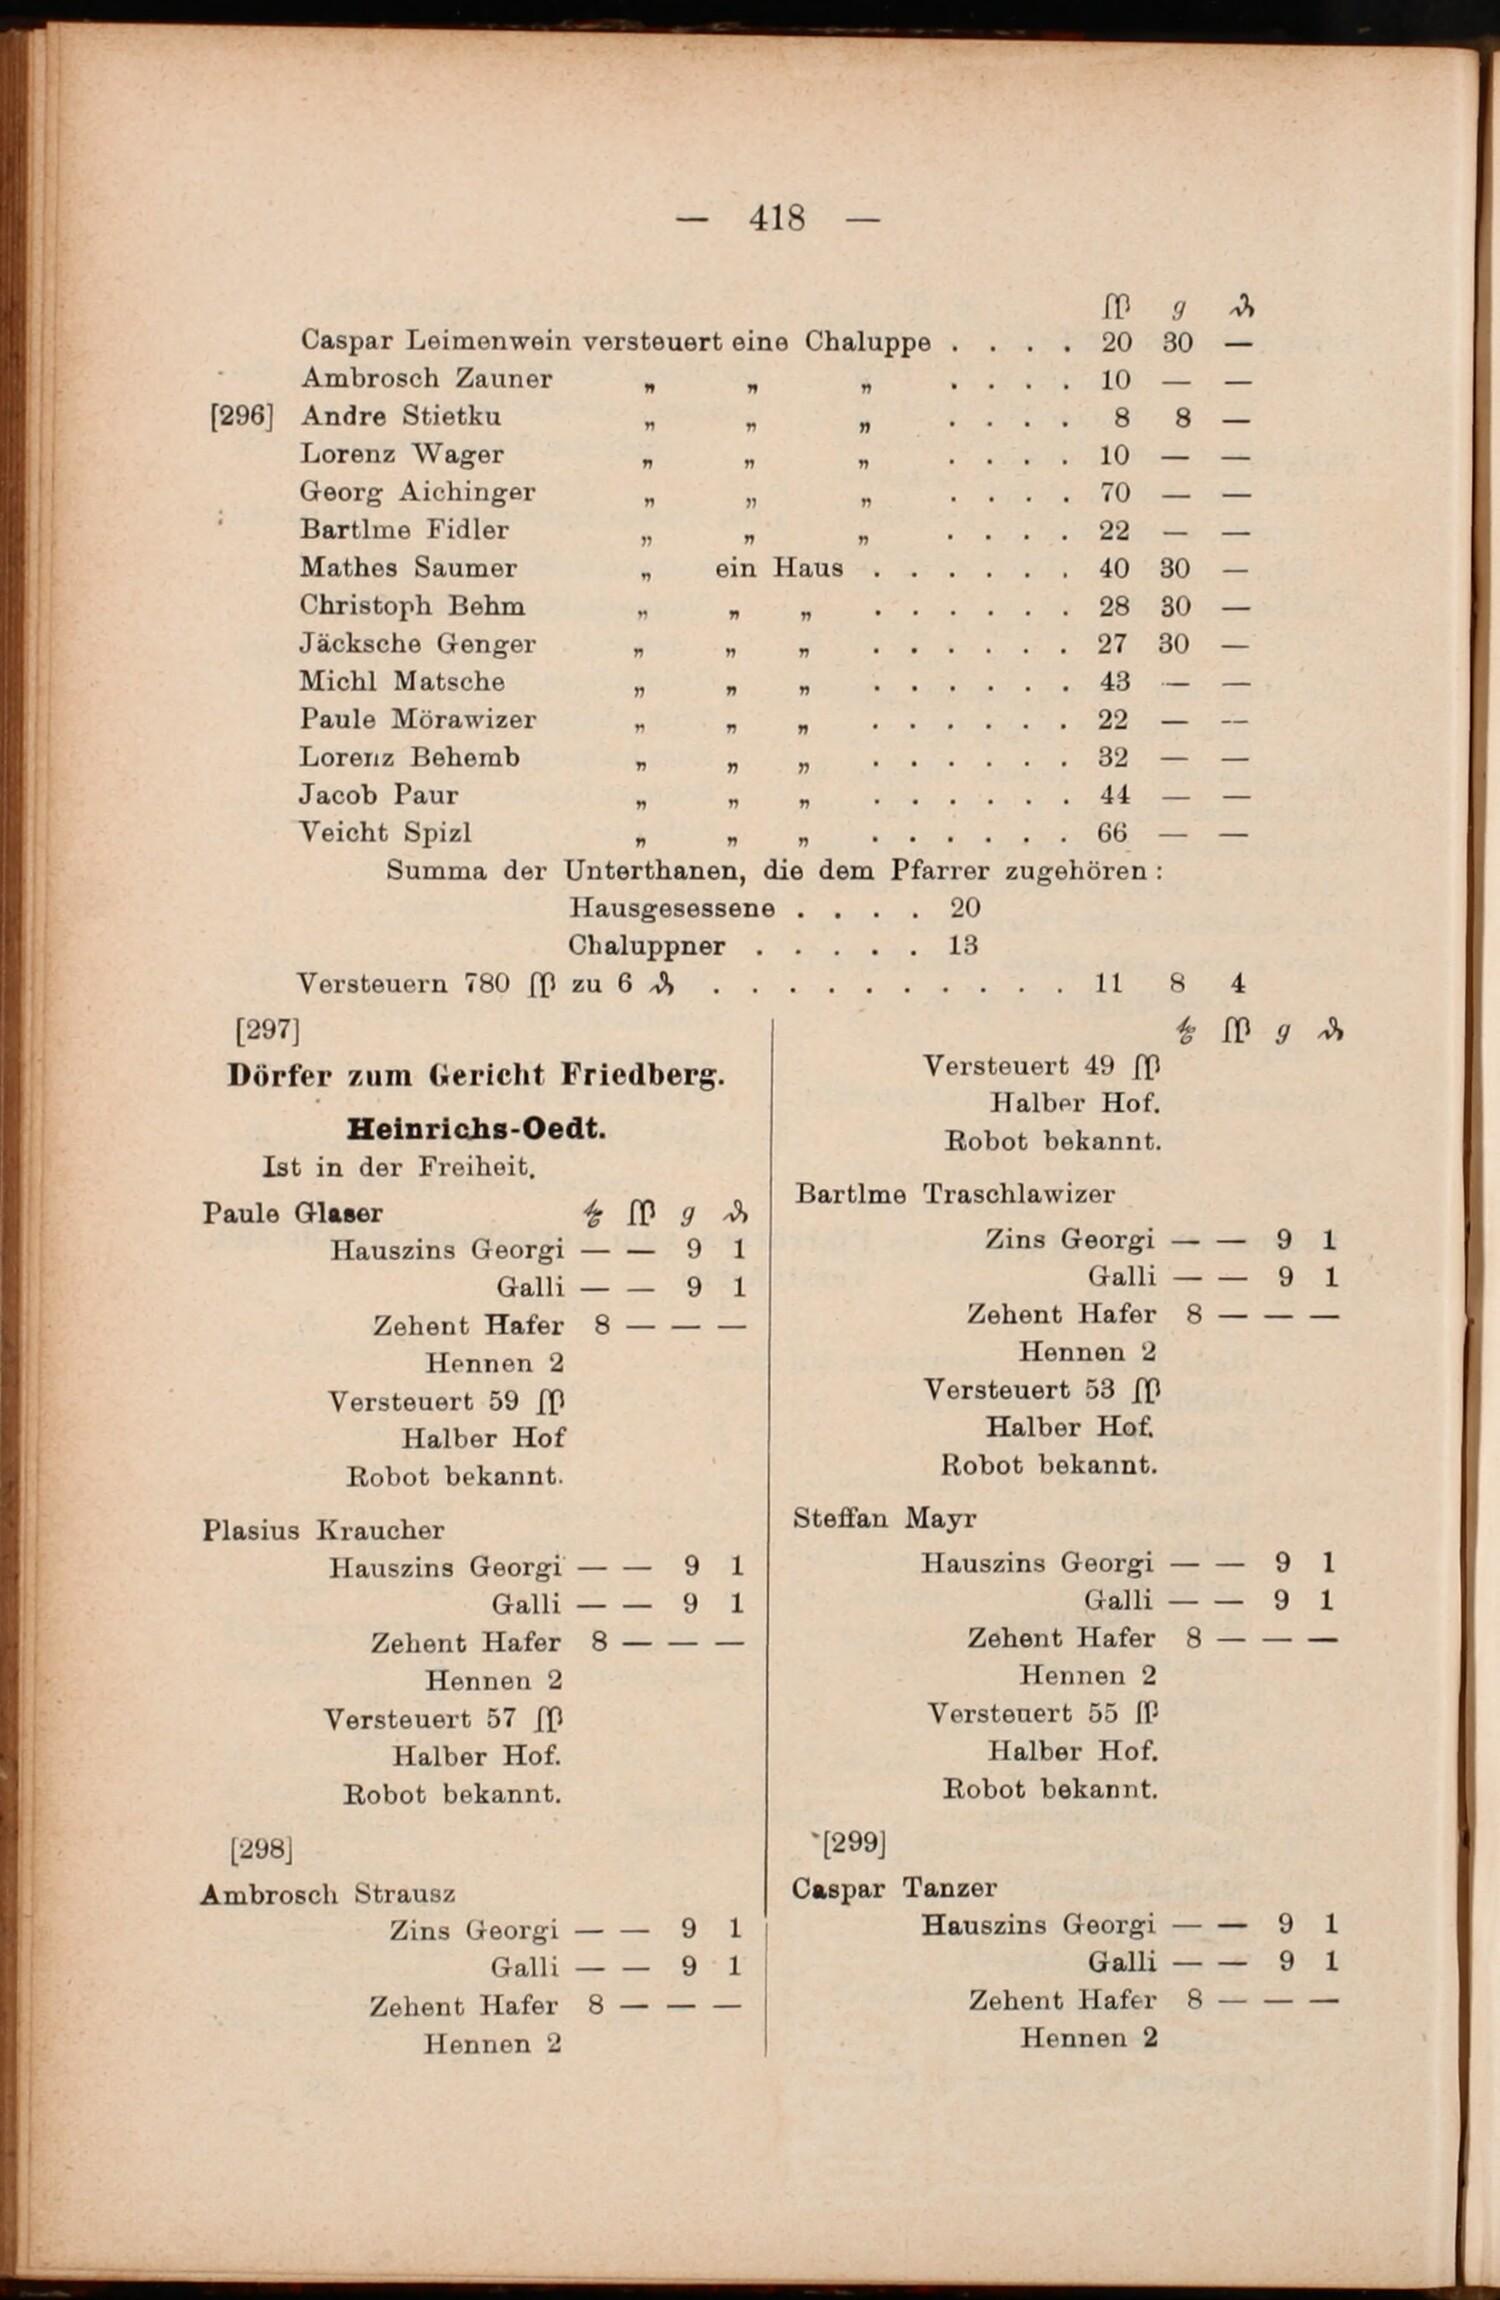 — 418 —
ſſ₰ g ₰
Caspar Leimenwein versteuert eine Chaluppe . . . . 20 30 —
Ambrosch Zauner „ „ „ . . . . 10 — —
[296] Andre Stietku „ „ „ . . . . 8 8 —
Lorenz Wager „ „ „ . . . . 10 — —
Georg Aichinger „ „ „ . . . . 70 — —
Bartlme Fidler „ „ „ . . . . 22 — —
Mathes Saumer „ ein Haus . . . . . . 40 30 —
Christoph Behm „ „ „ . . . . . . 28 30 —
Jäcksche Genger „ „ „ . . . . . . 27 30 —
Michl Matsche „ „ „ . . . . . . 43 — —
Paule Mörawizer „ „ „ . . . . . . 22 — —
Lorenz Behemb „ „ „ . . . . . . 32 — —
Jacob Paur „ „ „ . . . . . . 44 — —
Veicht Spizl „ „ „ . . . . . . 66 — —
Summa der Unterthanen, die dem Pfarrer zugehören :
Hausgesessene . . . . 20
Chaluppner . . . . . 13
Versteuern 780 ſſ zu 6 ₰ . . . . . . . . . . 11 8 4
[297]
Dörfer zum Gericht Friedberg.
Heinrichs-Oedt.
Ist in der Freiheit.
Paule Glaser ſſ g ₰
Hauszins Georgi — — 9 1
Galli — — 9 1
Zehent Hafer 8 — — —
Hennen 2
Versteuert 59 ſſ
Halber Hof
Robot bekannt.
Plasius Kraucher
Hauszins Georgi — — 9 1
Galli — — 9 1
Zehent Hafer 8 — — —
Hennen 2
Versteuert 57 ſſ
Halber Hof.
Robot bekannt.
[298]
Ambrosch Strausz
Zins Georgi — — 9 1
Galli — — 9 1
Zehent Hafer 8 — — —
Hennen 2
ſſ g ₰
Versteuert 49 ſſ
Halber Hof.
Robot bekannt.
Bartlme Traschlawizer
Zins Georgi — — 9 1
Galli — — 9 1
Zehent Hafer 8 — — —
Hennen 2
Versteuert 53 ſſ
Halber Hof.
Robot bekannt.
Steffan Mayr
Hauszins Georgi — — 9 1
Galli — — 9 1
Zehent Hafer 8 — — —
Hennen 2
Versteuert 55 ſſ
Halber Hof.
Robot bekannt.
[299]
Caspar Tanzer
Hauszins Georgi — — 9 1
Galli — — 9 1
Zehent Hafer 8 — — —
Hennen 2